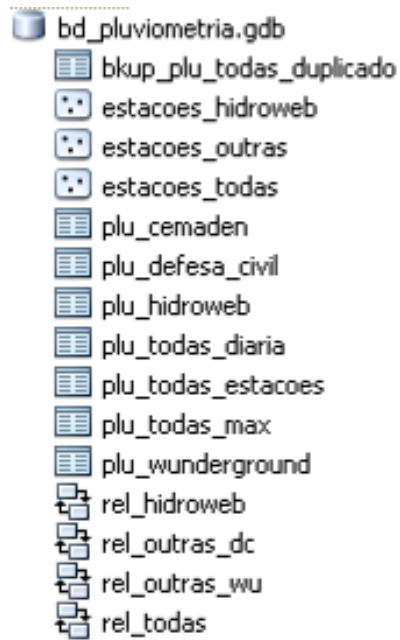 bd_pluviometria.gdb
bkup_plu_todas_duplicado
estacoes_hidroweb
estacoes_outras
estacoes_todas
plu_cemaden
plu_defesa_civil
plu_hidroweb
plu_todas_diaria
plu_todas_estacoes
plu_todas_max
plu_wunderground
rel_hidroweb
rel_outras_dc
rel_outras_wu
rel_todas